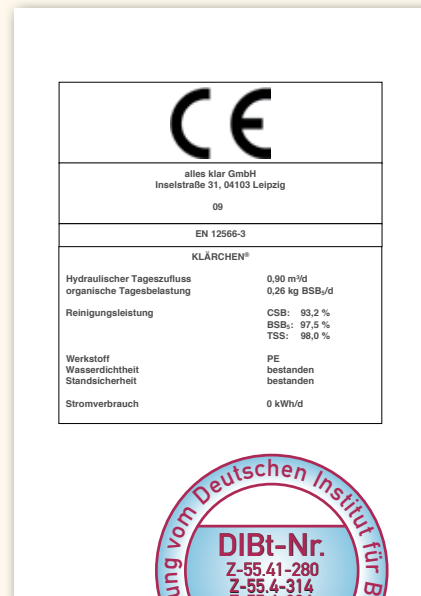 CE
alles klar GmbH
Inselstraße 31, 04103 Leipzig
09
EN 12566-3
KLÄRCHEN®
Hydraulischer Tageszufluss 0,90 m³/d
organische Tagesbelastung 0,26 kg BSB₅/d
Reinigungsleistung CSB: 93,2 %
BSB₅: 97,5 %
TSS: 98,0 %
Werkstoff PE
Wasserdichtheit bestanden
Standsicherheit bestanden
Stromverbrauch 0 kWh/d
vom Deutschen Institut für
DIBt-Nr.
Z-55.41-280
Z-55.4-314